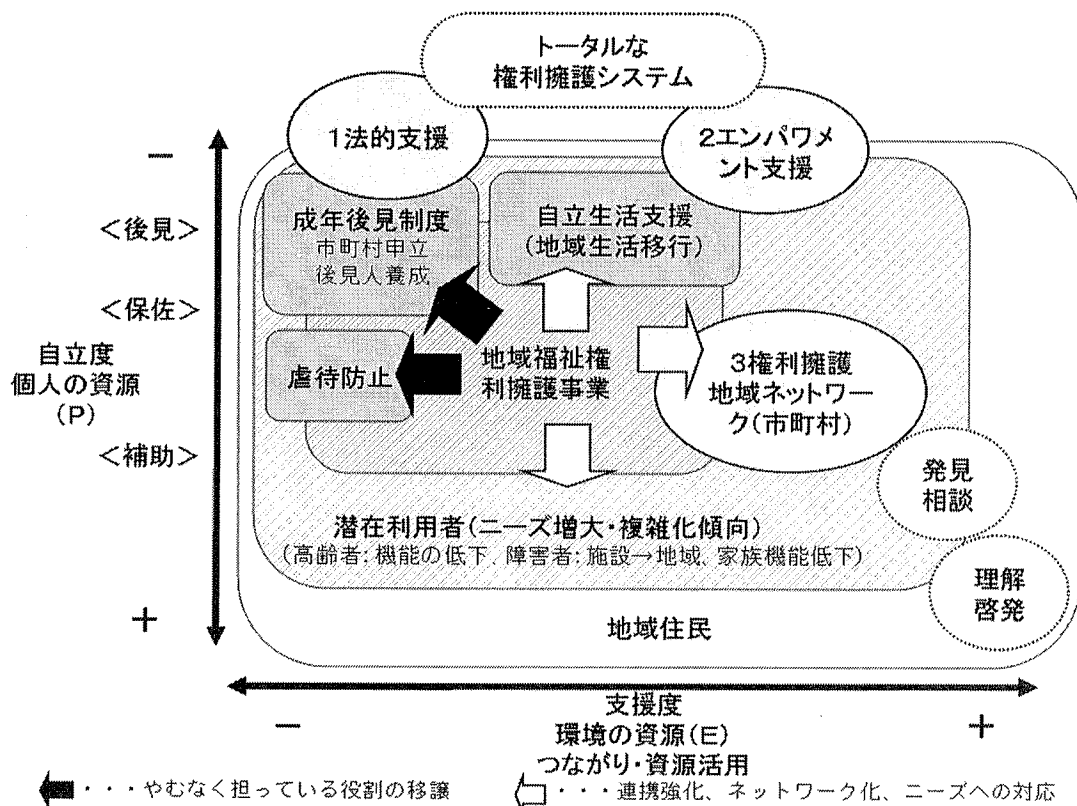 トータルな
権利擁護システム
1法的支援
2エンパワメ
ント支援
−
<後見>
<保佐>
自立度
個人の資源
(P)
<補助>
+
成年後見制度
市町村申立
後見人養成
自立生活支援
(地域生活移行)
虐待防止
地域福祉権
利擁護事業
3権利擁護
地域ネットワー
ク(市町村)
発見
相談
潜在利用者(ニーズ増大・複雑化傾向)
(高齢者:機能の低下、障害者:施設→地域、家族機能低下)
理解
啓発
地域住民
−
支援度
+
環境の資源(E)
つながり・資源活用
・・・やむなく担っている役割の移譲
・・・連携強化、ネットワーク化、ニーズへの対応